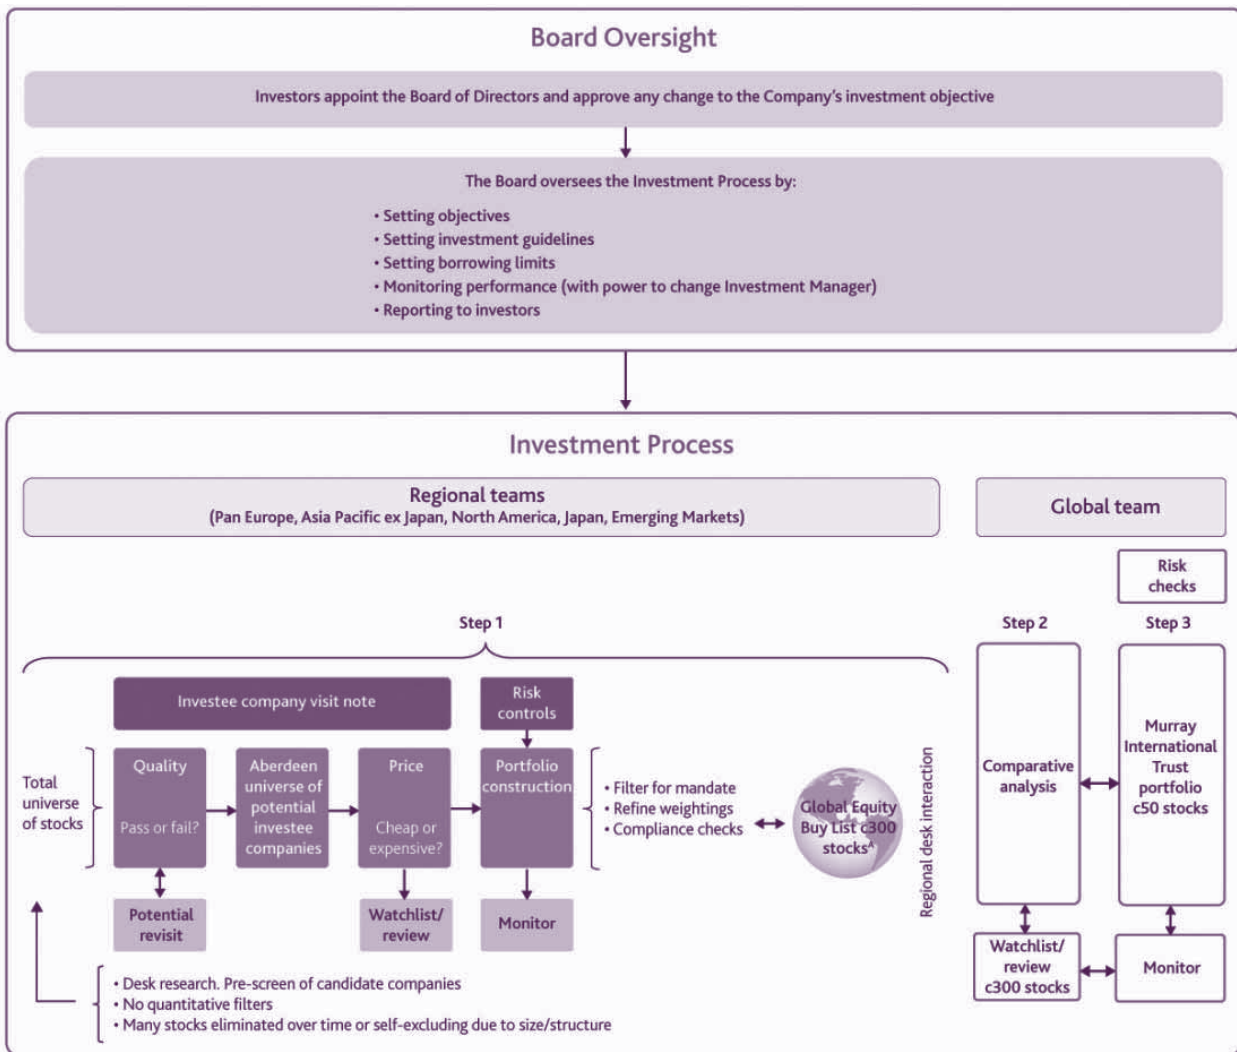 Board Oversight
Investors appoint the Board of Directors and approve any change to the Company's investment objective
The Board oversees the Investment Process by:
• Setting objectives
• Setting investment guidelines
• Setting borrowing limits
• Monitoring performance (with power to change Investment Manager)
• Reporting to investors
Investment Process
Regional teams
(Pan Europe, Asia Pacific ex Japan, North America, Japan, Emerging Markets)
Global team
Risk
checks
Step 1
Step 2
Step 3
Investee company visit note
Risk
controls
Total
universe
of stocks
Quality
Pass or fail?
Aberdeen
universe of
potential
investee
companies
Price
Cheap or
expensive?
Portfolio
construction
• Filter for mandate
• Refine weightings
• Compliance checks
Global Equity
Buy List c300
stocksᴬ
Regional desk interaction
Comparative
analysis
Murray
International
Trust
portfolio
c50 stocks
Potential
revisit
Watchlist/
review
Monitor
Watchlist/
review
c300 stocks
Monitor
• Desk research. Pre-screen of candidate companies
• No quantitative filters
• Many stocks eliminated over time or self-excluding due to size/structure